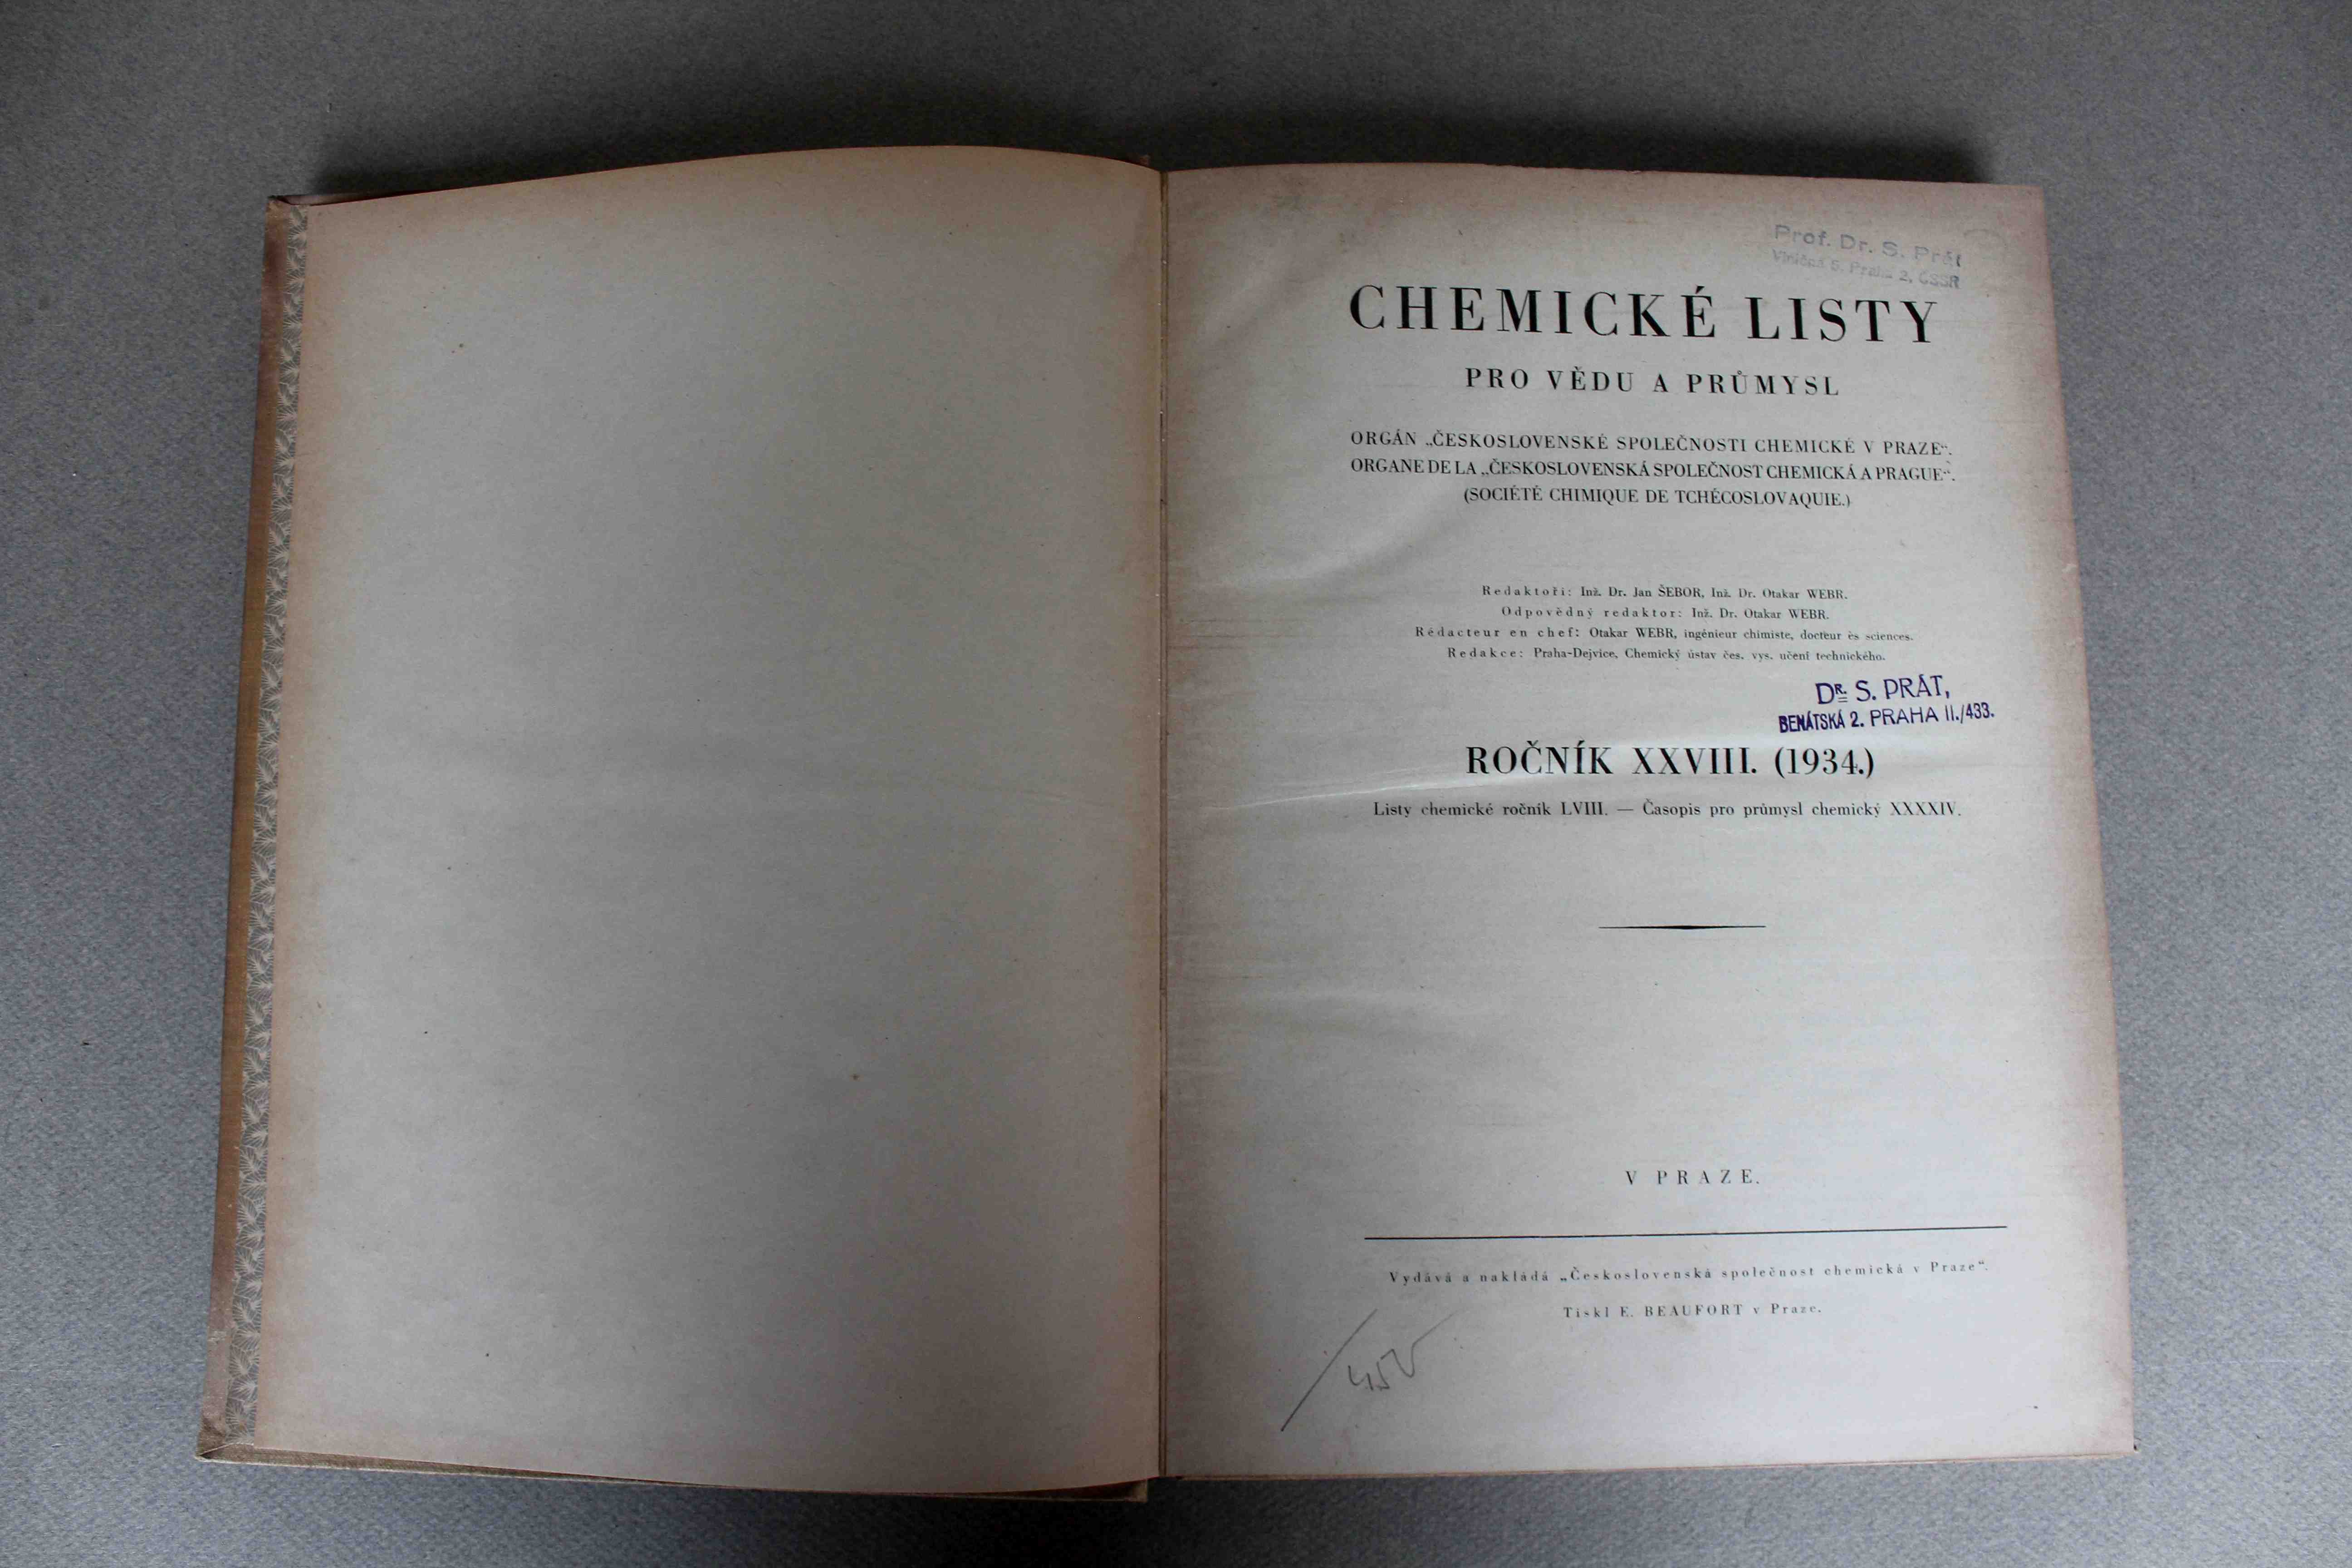 Prof. Dr. S. Prát
Praha 2, ČSSR
CHEMICKÉ LISTY
PRO VĚDU A PRŮMYSL
ORGÁN „ČESKOSLOVENSKÉ SPOLEČNOSTI CHEMICKÉ V PRAZE“.
ORGANE DE LA „ČESKOSLOVENSKÁ SPOLEČNOST CHEMICKÁ A PRAGUE“.
(SOCIÉTÉ CHIMIQUE DE TCHÉCOSLOVAQUIE.)
Redaktoři: Inž. Dr. Jan ŠEBOR, Inž. Dr. Otakar WEBR.
Odpovědný redaktor: Inž. Dr. Otakar WEBR.
Rédacteur en chef: Otakar WEBR, ingénieur chimiste, docteur ès sciences.
Redakce: Praha-Dejvice, Chemický ústav čes. vys. učení technického.
DR. S. PRÁT,
BENÁTSKÁ 2. PRAHA II./433.
ROČNÍK XXVIII. (1934.)
Listy chemické ročník LVIII. — Časopis pro průmysl chemický XXXXIV.
V PRAZE.
Vydává a nakládá „Československá společnost chemická v Praze“.
Tiskl E. BEAUFORT v Praze.